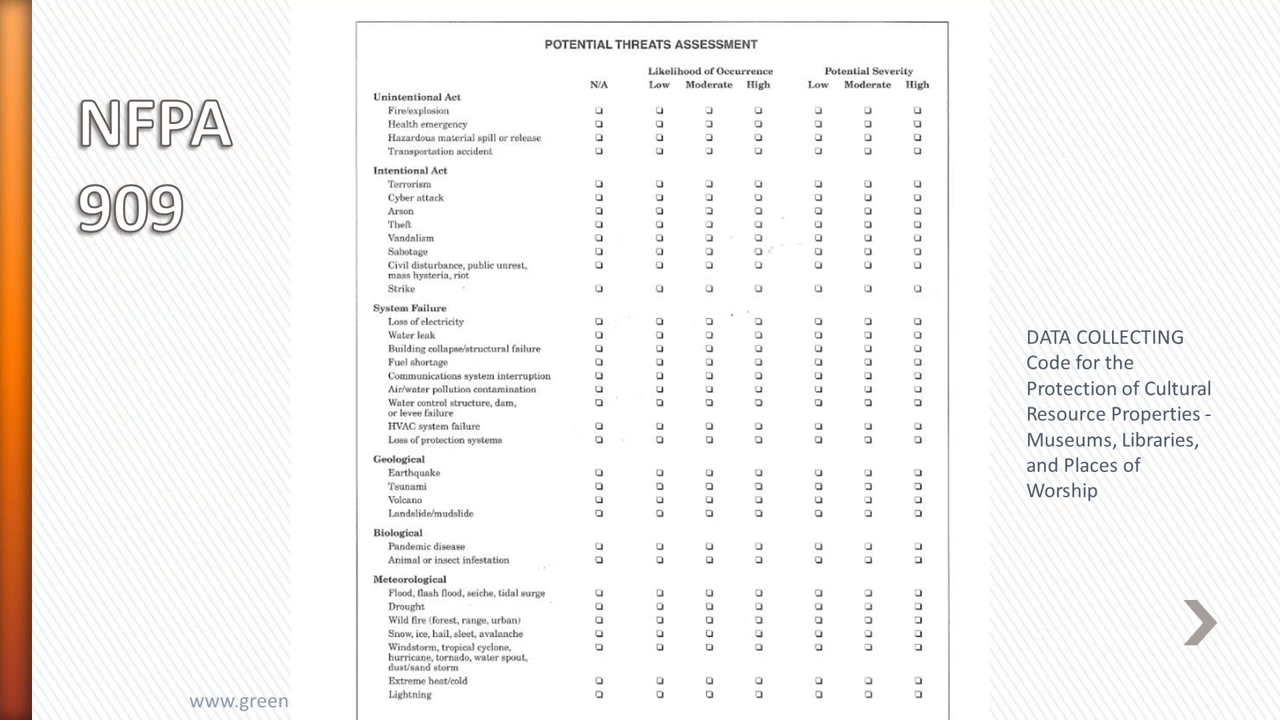 NFPA
909
POTENTIAL THREATS ASSESSMENT
Likelihood of Occurrence Potential Severity
N/A Low Moderate High Low Moderate High
Unintentional Act
Fire/explosion
Health emergency
Hazardous material spill or release
Transportation accident
Intentional Act
Terrorism
Cyber attack
Arson
Theft
Vandalism
Sabotage
Civil disturbance, public unrest,
mass hysteria, riot
Strike
System Failure
Loss of electricity
Water leak
Building collapse/structural failure
Fuel shortage
Communications system interruption
Air/water pollution contamination
Water control structure, dam,
or levee failure
HVAC system failure
Loss of protection systems
Geological
Earthquake
Tsunami
Volcano
Landslide/mudslide
Biological
Pandemic disease
Animal or insect infestation
Meteorological
Flood, flash flood, seiche, tidal surge
Drought
Wild fire (forest, range, urban)
Snow, ice, hail, sleet, avalanche
Windstorm, tropical cyclone,
hurricane, tornado, water spout,
dust/sand storm
Extreme heat/cold
Lightning
DATA COLLECTING
Code for the
Protection of Cultural
Resource Properties -
Museums, Libraries,
and Places of
Worship
www.green